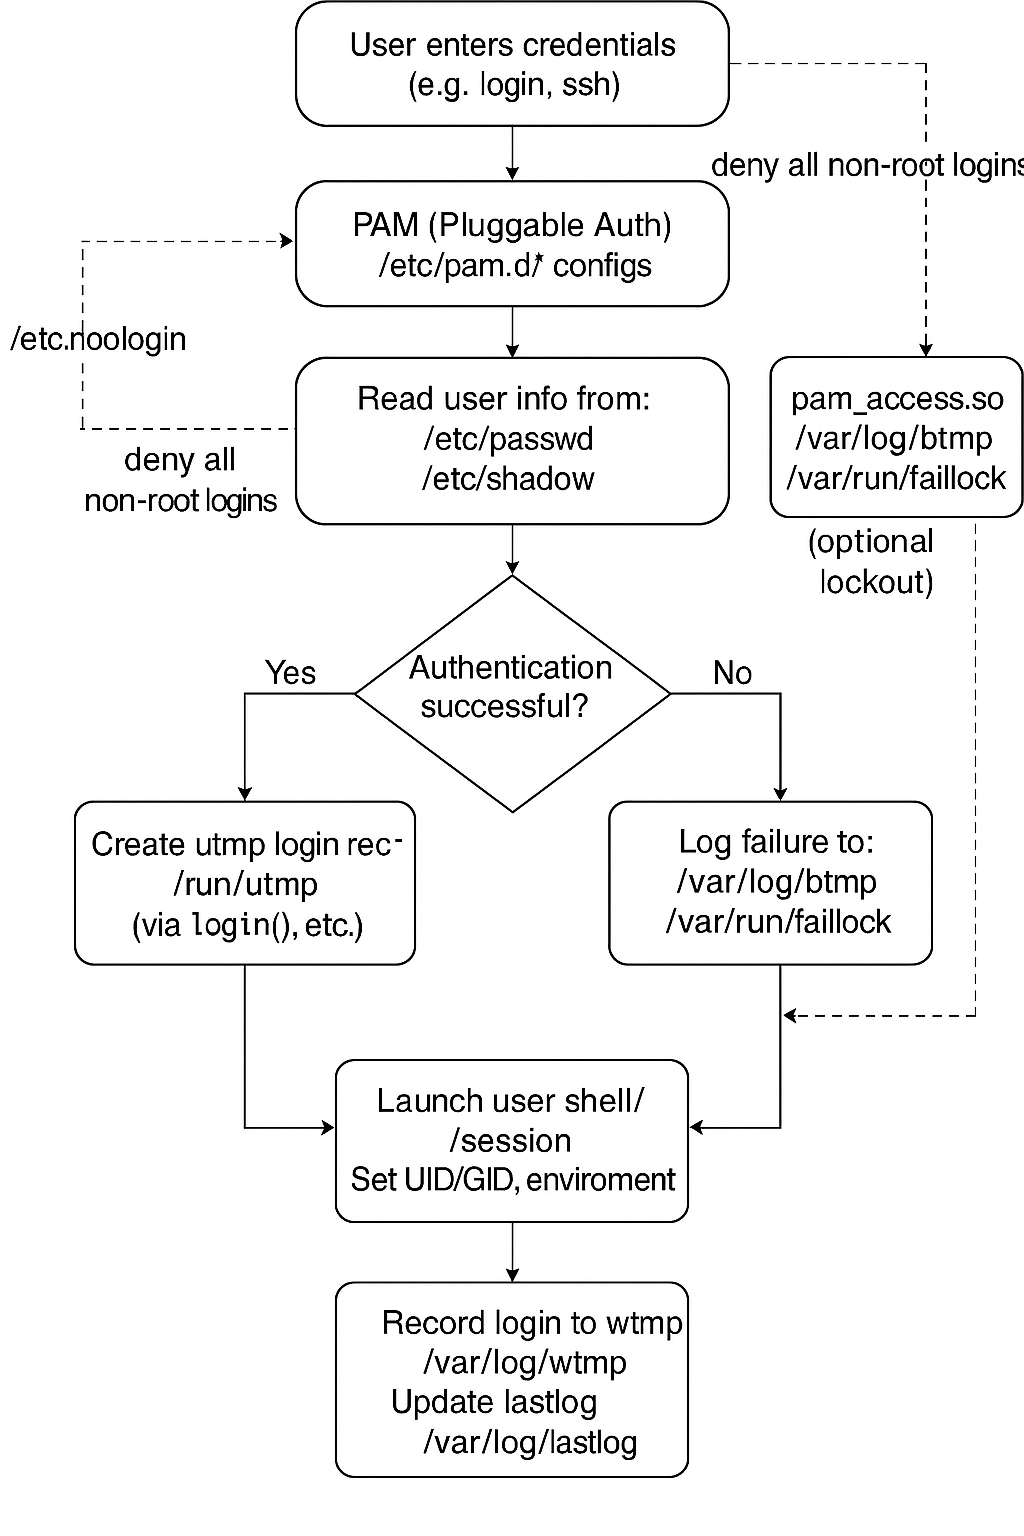 User enters credentials
(e.g. login, ssh)
deny all non-root logins
PAM (Pluggable Auth)
/etc/pam.d/* configs
/etc.noologin
Read user info from:
/etc/passwd
/etc/shadow
deny all
non-root logins
pam_access.so
/var/log/btmp
/var/run/faillock
(optional
lockout)
Authentication
successful?
Yes
No
Create utmp login rec-
/run/utmp
(via login(), etc.)
Log failure to:
/var/log/btmp
/var/run/faillock
Launch user shell/
/session
Set UID/GID, enviroment
Record login to wtmp
/var/log/wtmp
Update lastlog
/var/log/lastlog